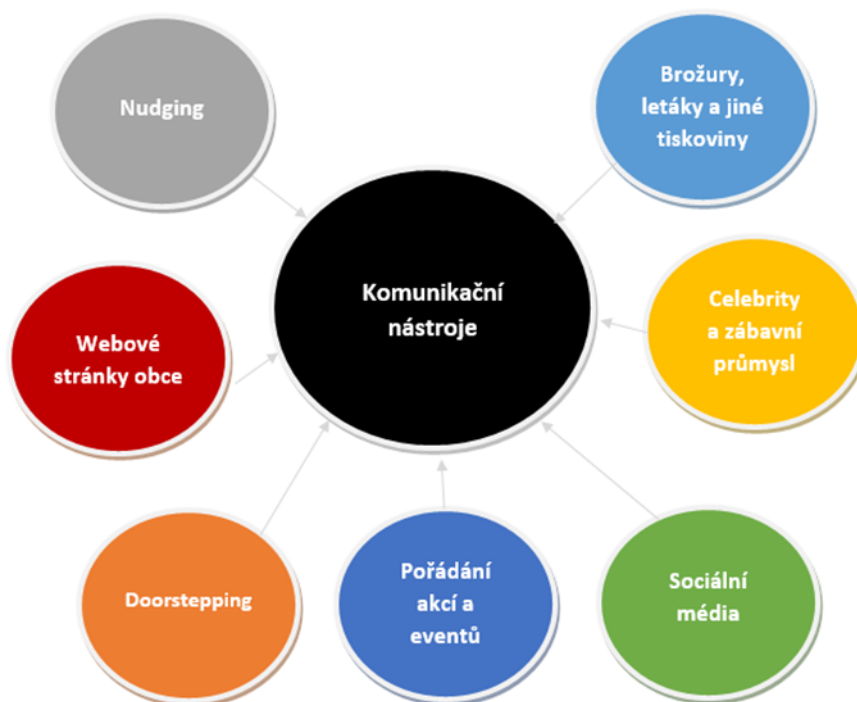 Nudging
Brožury,
letáky a jiné
tiskoviny
Komunikační
nástroje
Webové
stránky obce
Celebrity
a zábavní
průmysl
Doorstepping
Pořádání
akcí a
eventů
Sociální
média